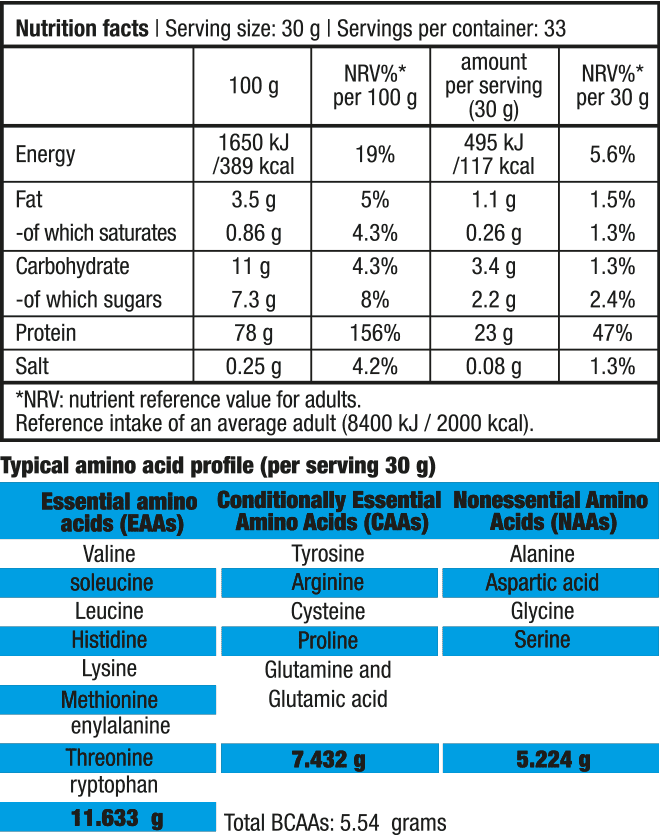 Nutrition facts | Serving size: 30 g | Servings per container: 33
100 g NRV%* per 100 g amount per serving (30 g) NRV%* per 30 g
Energy 1650 kJ /389 kcal 19% 495 kJ /117 kcal 5.6%
Fat 3.5 g 5% 1.1 g 1.5%
-of which saturates 0.86 g 4.3% 0.26 g 1.3%
Carbohydrate 11 g 4.3% 3.4 g 1.3%
-of which sugars 7.3 g 8% 2.2 g 2.4%
Protein 78 g 156% 23 g 47%
Salt 0.25 g 4.2% 0.08 g 1.3%
*NRV: nutrient reference value for adults.
Reference intake of an average adult (8400 kJ / 2000 kcal).
Typical amino acid profile (per serving 30 g)
Essential amino acids (EAAs) Conditionally Essential Amino Acids (CAAs) Nonessential Amino Acids (NAAs)
Valine Tyrosine Alanine
soleucine Arginine Aspartic acid
Leucine Cysteine Glycine
Histidine Proline Serine
Lysine Glutamine and
Methionine Glutamic acid
enylalanine
Threonine 7.432 g 5.224 g
ryptophan
11.633 g Total BCAAs: 5.54 grams